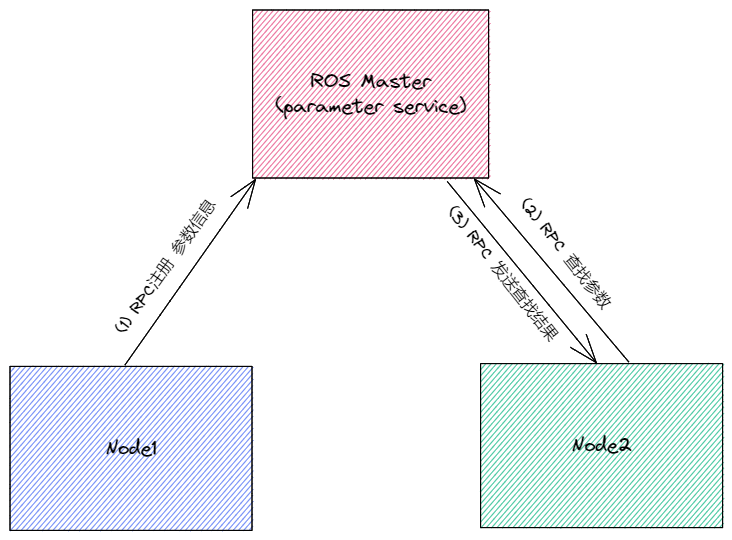 ROS Master
(parameter service)
(1) RPC注册 参数信息
(2) RPC 查找参数
(3) RPC 发送查找结果
Node1
Node2